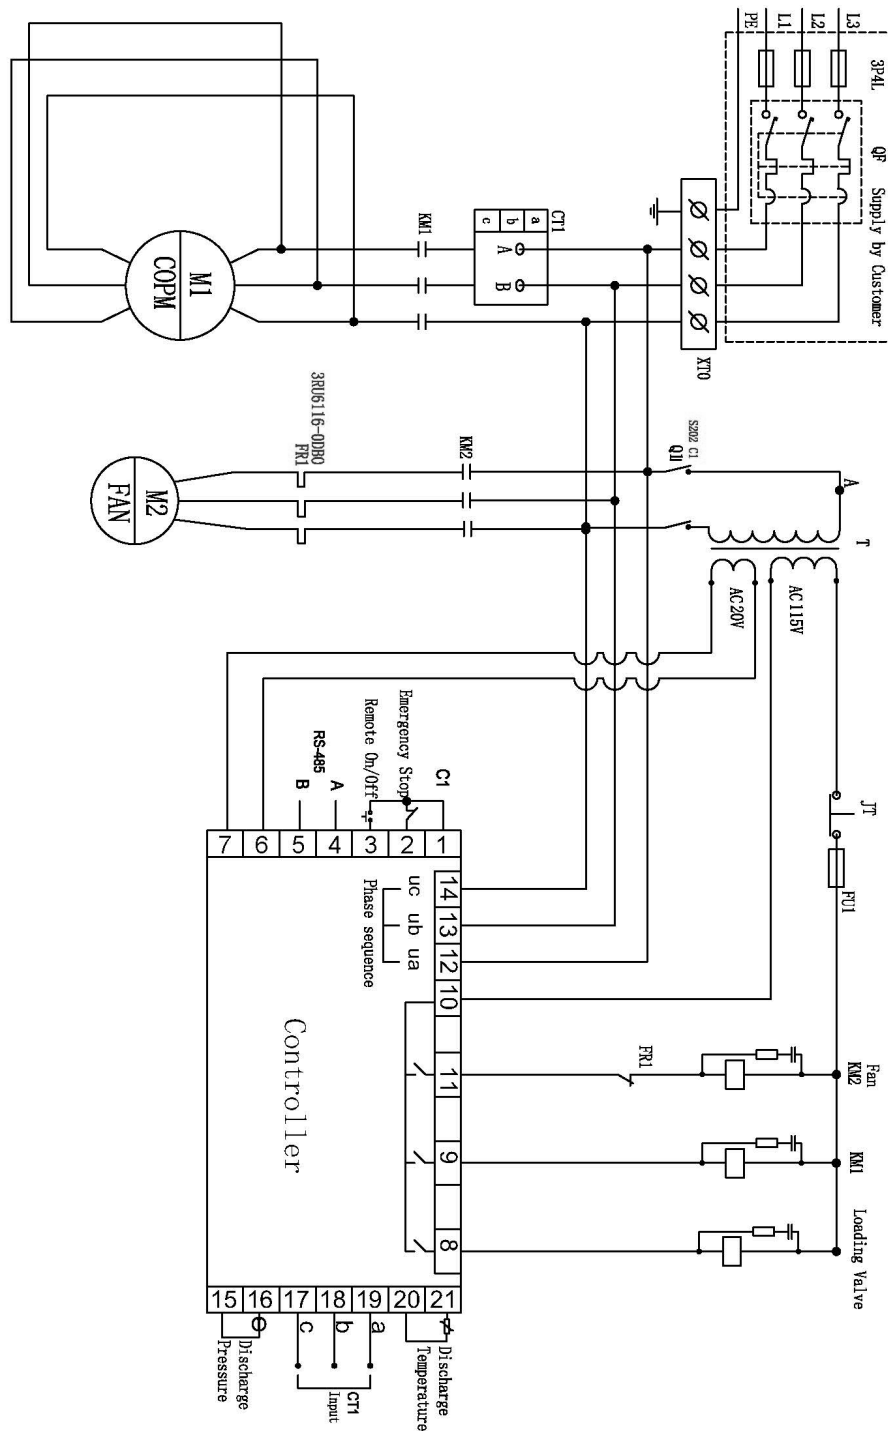 L3
L2
L1
PE
3P4L
QF
Supply by Customer
XT0
CT1
a
b
c
A
B
KM1
M1
COPM
S202 C1
Q1
A
T
KM2
3RU6116-0DB0
FR1
M2
FAN
AC20V
AC115V
JT
FU1
Emergency Stop
Remote On/Off
RS-485
A
B
C1
7
6
5
4
3
2
1
14
13
12
10
11
9
8
uc
ub
ua
Phase sequence
Controller
FR1
Fan
KM2
KM1
Loading Valve
15
16
17
18
19
20
21
c
b
a
Discharge
Pressure
CT1
Input
Discharge
Temperature